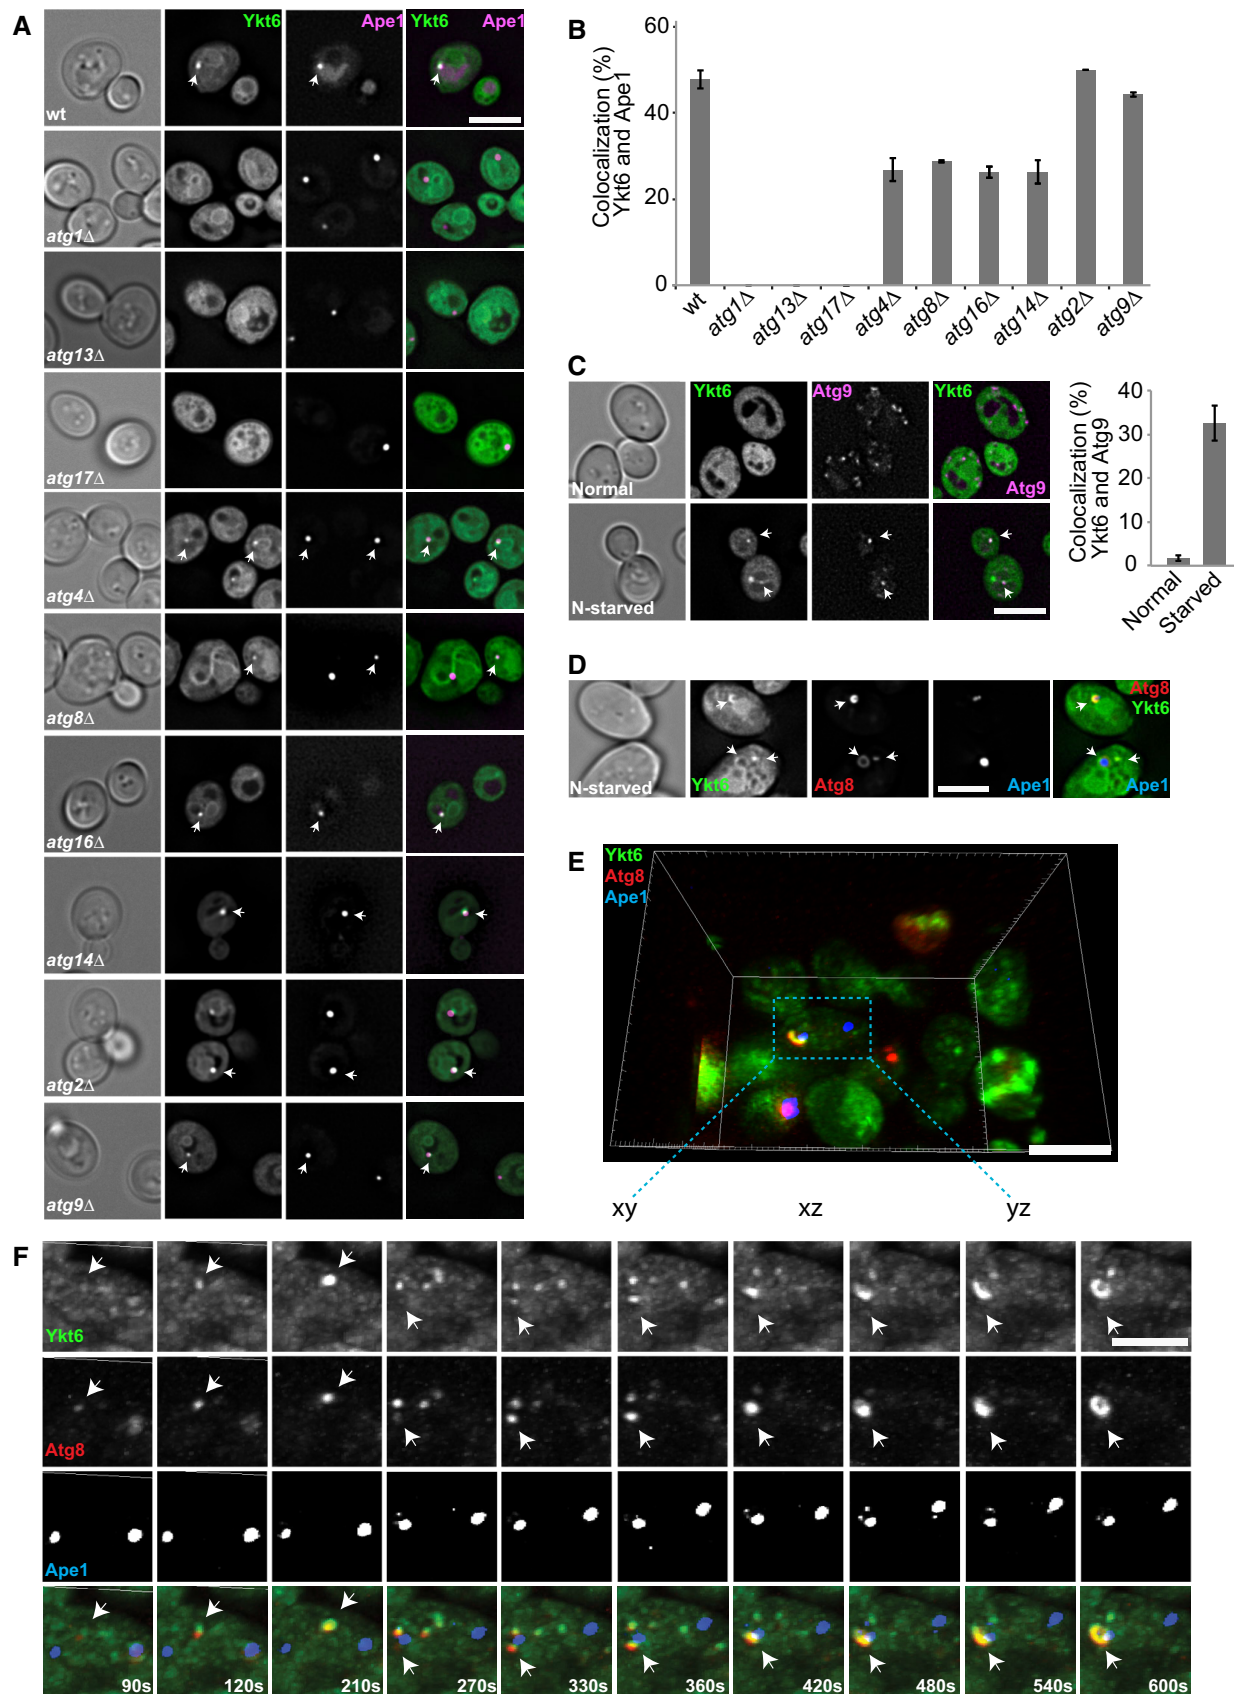 A
Ykt6
Ape1
Ykt6 Ape1
wt
atg1Δ
atg13Δ
atg17Δ
atg4Δ
atg8Δ
atg16Δ
atg14Δ
atg2Δ
atg9Δ
B
Colocalization (%)
Ykt6 and Ape1
60
40
20
0
wt
atg1Δ
atg13Δ
atg17Δ
atg4Δ
atg8Δ
atg16Δ
atg14Δ
atg2Δ
atg9Δ
C
Ykt6
Atg9
Ykt6
Atg9
Normal
N-starved
Colocalization (%)
Ykt6 and Atg9
40
30
20
10
0
Normal
Starved
D
N-starved
Ykt6
Atg8
Ape1
Atg8
Ykt6
Ape1
E
Ykt6
Atg8
Ape1
xy xz yz
F
Ykt6
Atg8
Ape1
90s 120s 210s 270s 330s 360s 420s 480s 540s 600s